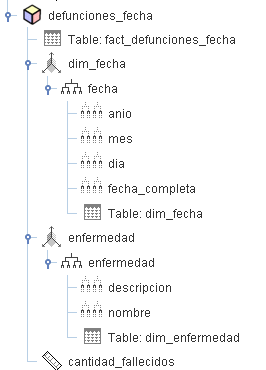 defunciones_fecha
Table: fact_defunciones_fecha
dim_fecha
fecha
anio
mes
dia
fecha_completa
Table: dim_fecha
enfermedad
enfermedad
descripcion
nombre
Table: dim_enfermedad
cantidad_fallecidos